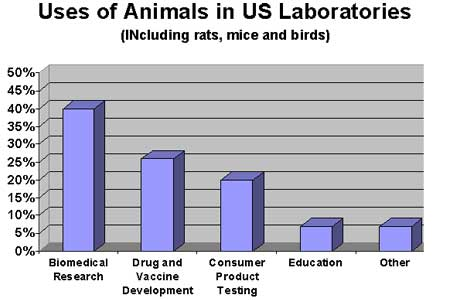 Uses of Animals in US Laboratories
(INcluding rats, mice and birds)
50%
45%
40%
35%
30%
25%
20%
15%
10%
5%
0%
Biomedical Research
Drug and Vaccine Development
Consumer Product Testing
Education
Other